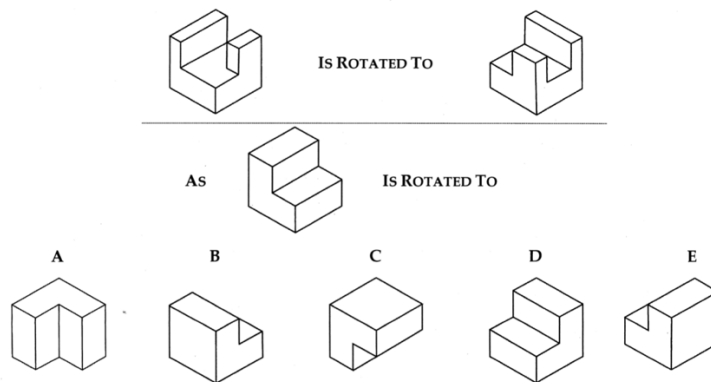 IS ROTATED TO
AS IS ROTATED TO
A B C D E